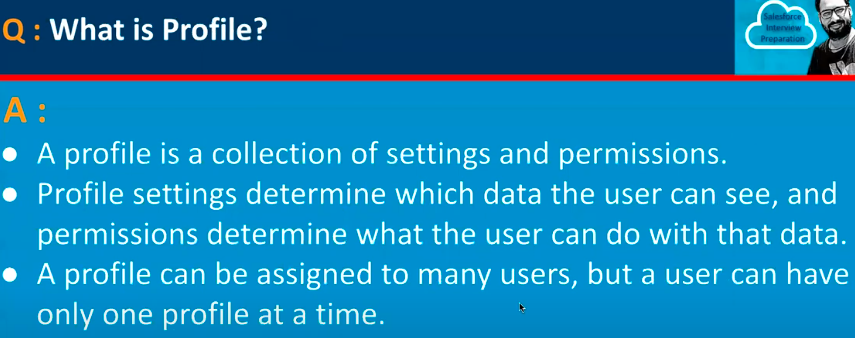 Q : What is Profile?
Salesforce
Interview
Preparation
A :
● A profile is a collection of settings and permissions.
● Profile settings determine which data the user can see, and
permissions determine what the user can do with that data.
● A profile can be assigned to many users, but a user can have
only one profile at a time.